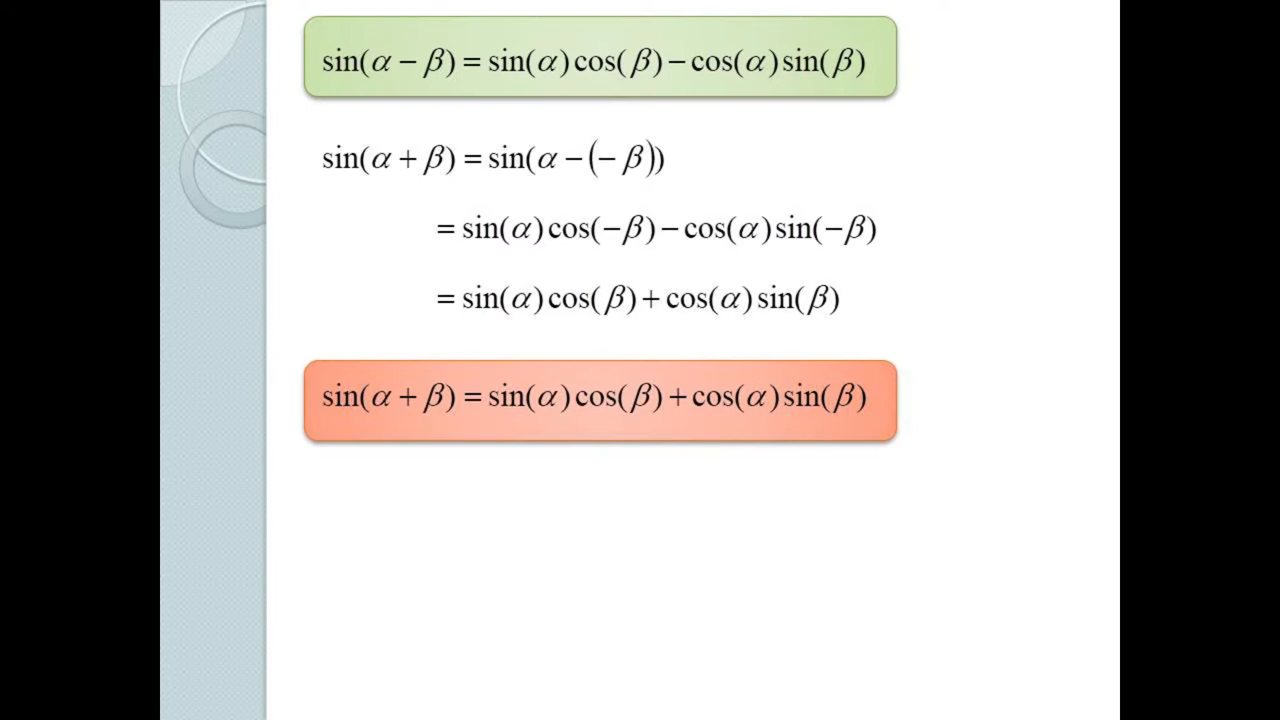 sin(α − β) = sin(α)cos(β) − cos(α)sin(β)
sin(α + β) = sin(α − (− β))
= sin(α)cos(−β) − cos(α)sin(−β)
= sin(α)cos(β) + cos(α)sin(β)
sin(α + β) = sin(α)cos(β) + cos(α)sin(β)